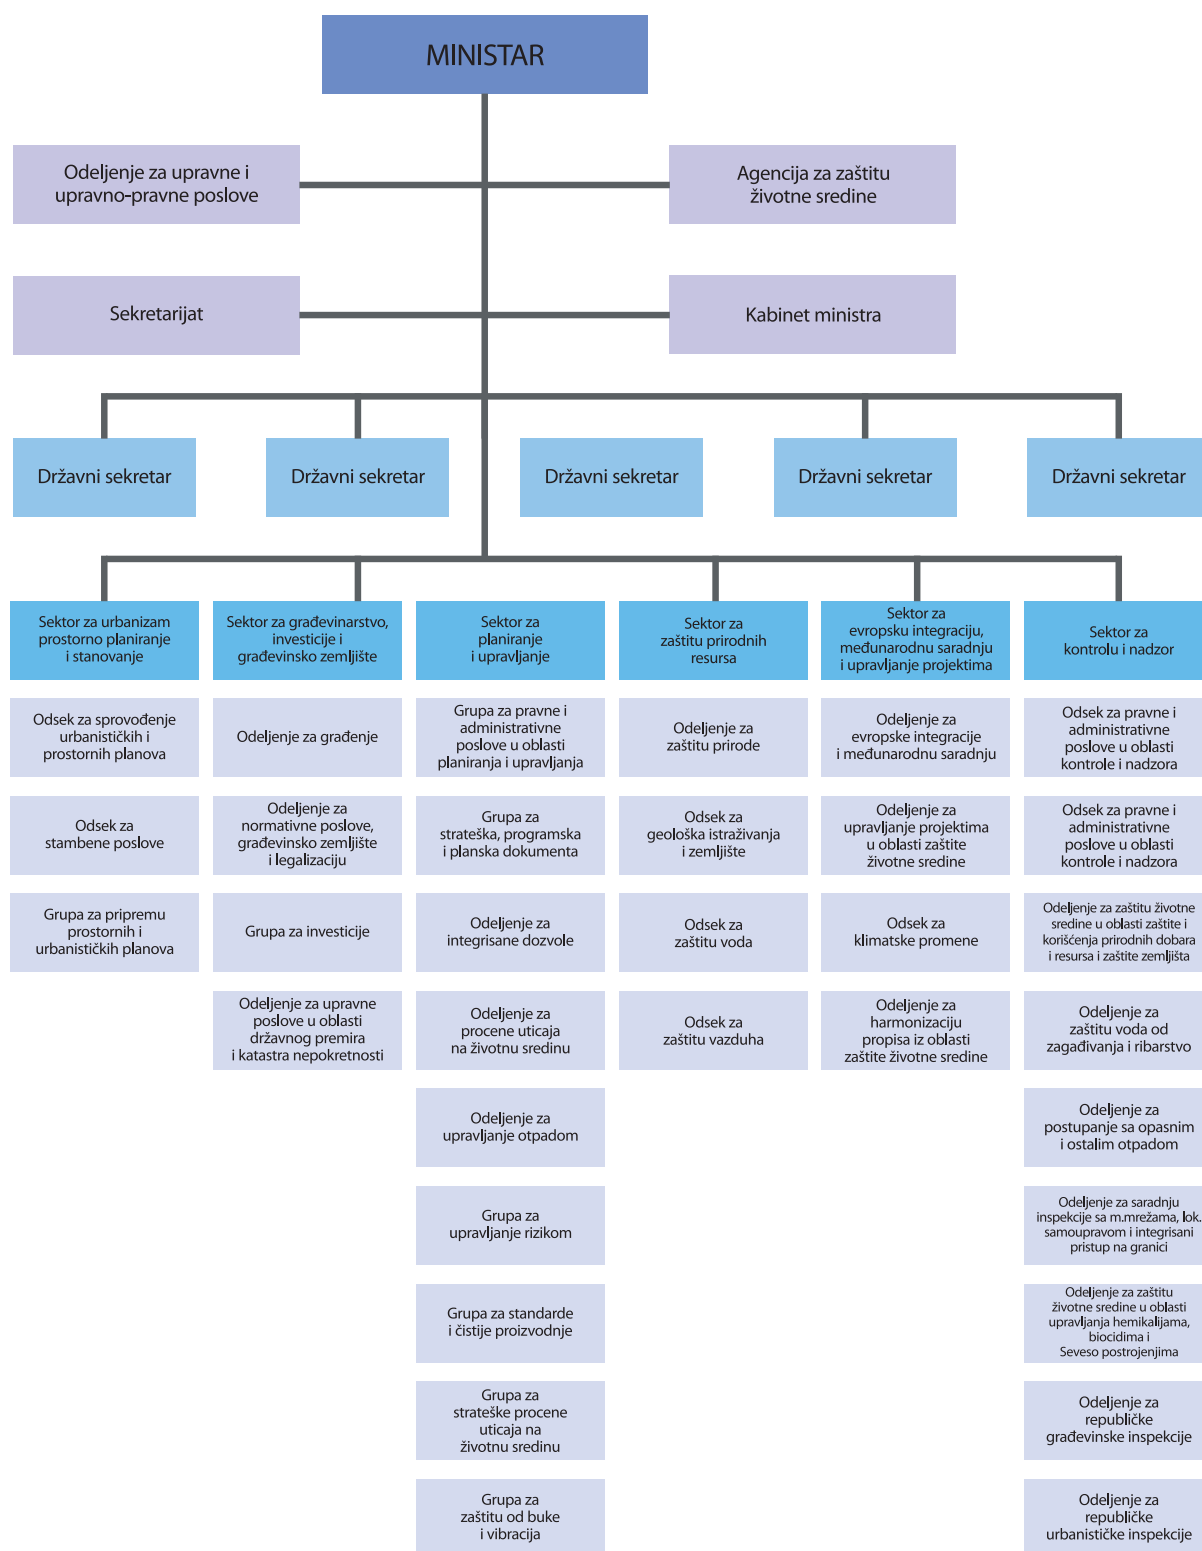 MINISTAR
Odeljenje za upravne i
upravno-pravne poslove
Agencija za zaštitu
životne sredine
Sekretarijat
Kabinet ministra
Državni sekretar
Državni sekretar
Državni sekretar
Državni sekretar
Državni sekretar
Sektor za urbanizam
prostorno planiranje
i stanovanje
Odsek za sprovođenje
urbanističkih i
prostornih planova
Odsek za
stambene poslove
Grupa za pripremu
prostornih i
urbanističkih planova
Sektor za građevinarstvo,
investicije i
građevinsko zemljište
Odeljenje za građenje
Odeljenje za
normativne poslove,
građevinsko zemljište
i legalizaciju
Grupa za investicije
Odeljenje za upravne
poslove u oblasti
državnog premira
i katastra nepokretnosti
Sektor za
planiranje
i upravljanje
Grupa za pravne i
administrativne
poslove u oblasti
planiranja i upravljanja
Grupa za
strateška, programska
i planska dokumenta
Odeljenje za
integrisane dozvole
Odeljenje za
procene uticaja
na životnu sredinu
Odeljenje za
upravljanje otpadom
Grupa za
upravljanje rizikom
Grupa za standarde
i čistije proizvodnje
Grupa za
strateške procene
uticaja na
životnu sredinu
Grupa za
zaštitu od buke
i vibracija
Sektor za
zaštitu prirodnih
resursa
Odeljenje za
zaštitu prirode
Odsek za
geološka istraživanja
i zemljište
Odsek za
zaštitu voda
Odsek za
zaštitu vazduha
Sektor za
evropsku integraciju,
međunarodnu saradnju
i upravljanje projektima
Odeljenje za
evropske integracije
i međunarodnu saradnju
Odeljenje za
upravljanje projektima
u oblasti zaštite
životne sredine
Odsek za
klimatske promene
Odeljenje za
harmonizaciju
propisa iz oblasti
zaštite životne sredine
Sektor za
kontrolu i nadzor
Odsek za pravne i
administrativne
poslove u oblasti
kontrole i nadzora
Odsek za pravne i
administrativne
poslove u oblasti
kontrole i nadzora
Odeljenje za zaštitu životne
sredine u oblasti zaštite i
korišćenja prirodnih dobara
i resursa i zaštite zemljišta
Odeljenje za
zaštitu voda od
zagađivanja i ribarstvo
Odeljenje za
postupanje sa opasnim
i ostalim otpadom
Odeljenje za saradnju
inspekcije sa m.mrežama, lok.
samoupravom i integrisani
pristup na granici
Odeljenje za zaštitu
životne sredine u oblasti
upravljanja hemikalijama,
biocidima i
Seveso postrojenjima
Odeljenje za
republičke
građevinske inspekcije
Odeljenje za
republičke
urbanističke inspekcije